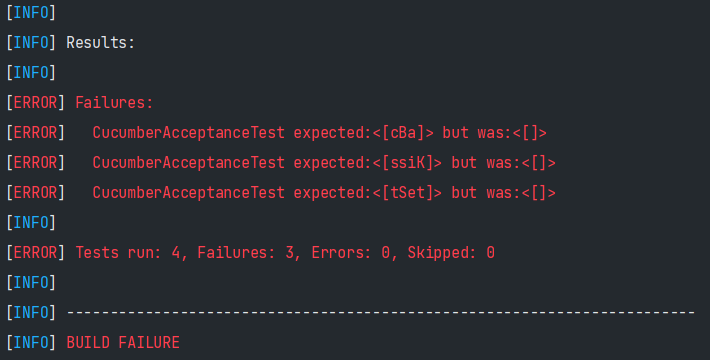 [INFO]
[INFO] Results:
[INFO]
[ERROR] Failures:
[ERROR]   CucumberAcceptanceTest expected:<[cBa]> but was:<[]>
[ERROR]   CucumberAcceptanceTest expected:<[ssiK]> but was:<[]>
[ERROR]   CucumberAcceptanceTest expected:<[tSet]> but was:<[]>
[INFO]
[ERROR] Tests run: 4, Failures: 3, Errors: 0, Skipped: 0
[INFO]
[INFO] ------------------------------------------------------------------------
[INFO] BUILD FAILURE